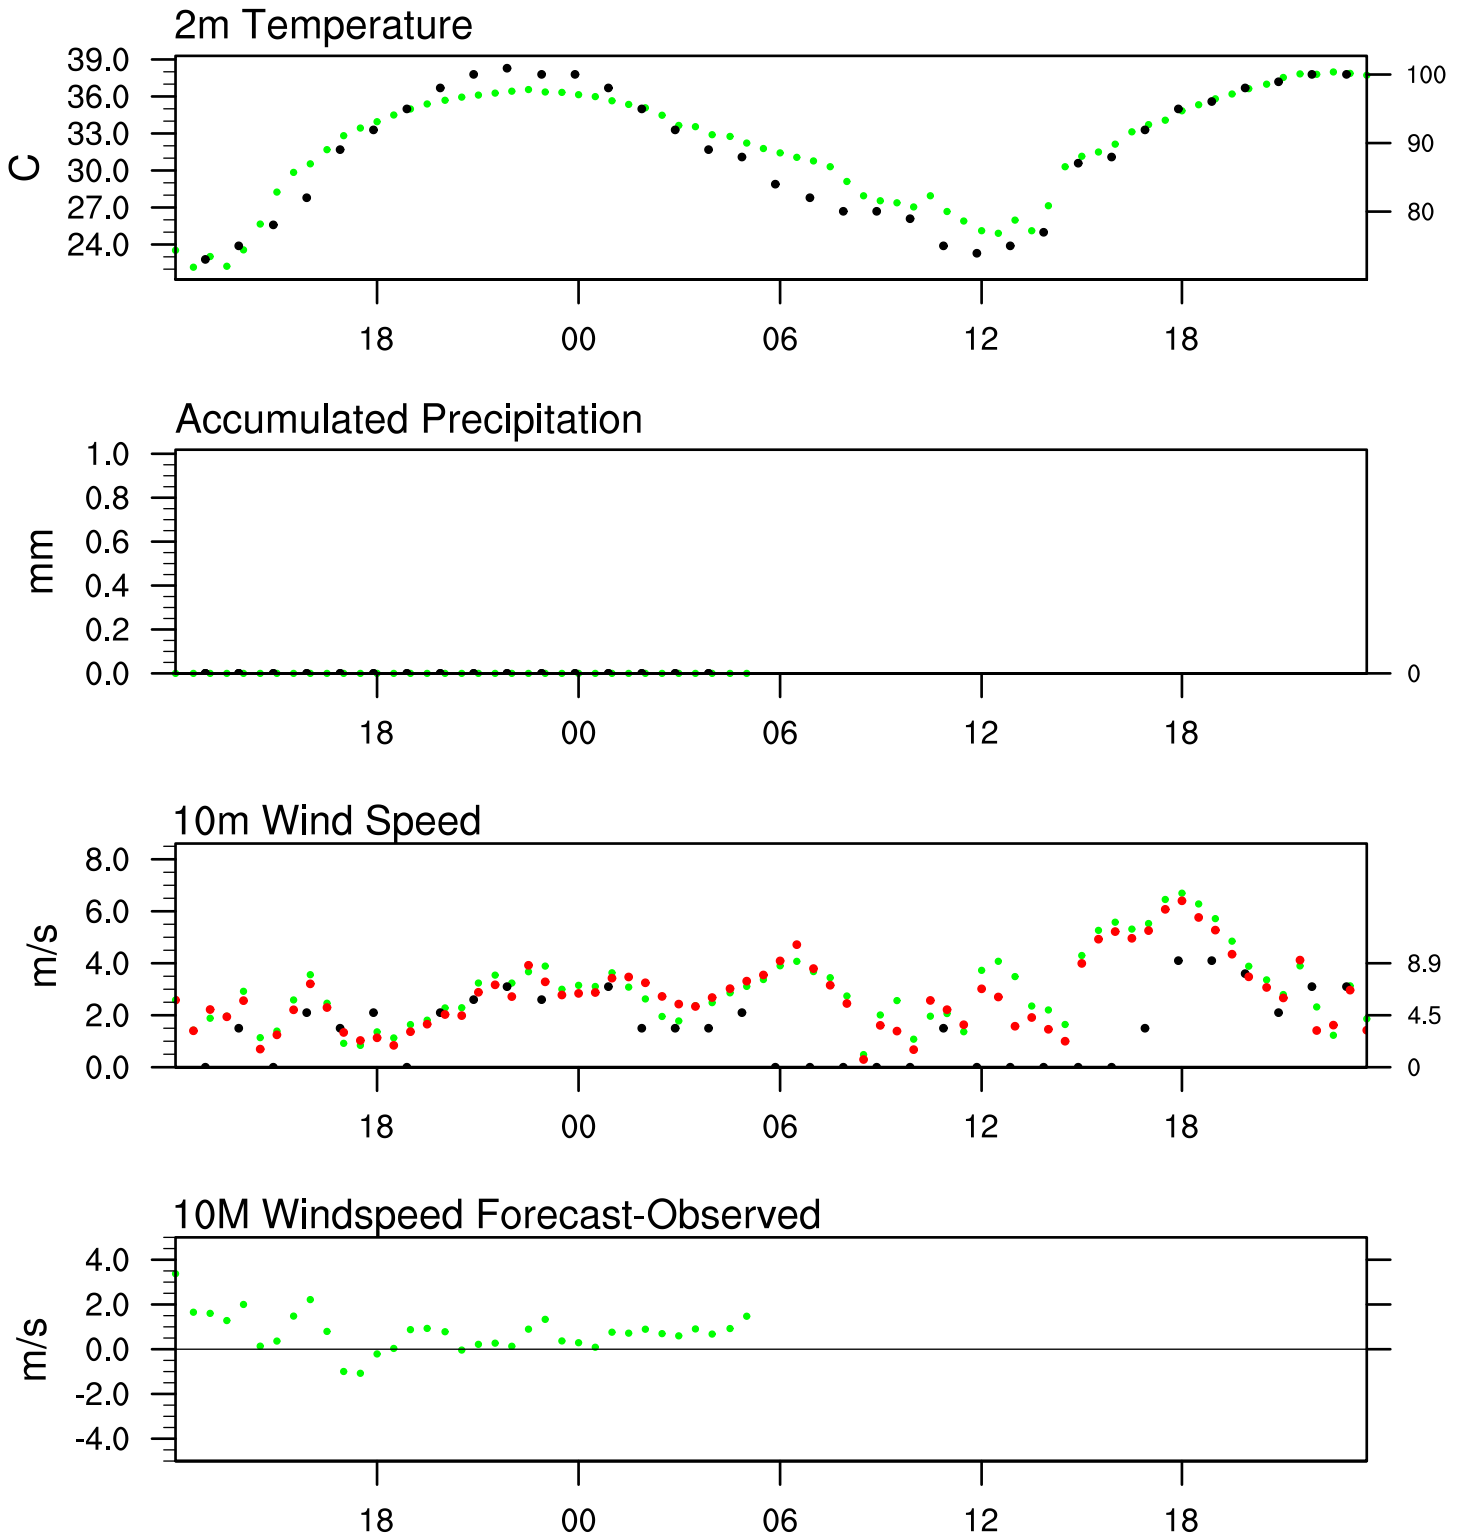 2m Temperature
39.0
36.0
33.0
30.0
27.0
24.0
C
100
90
80
18 00 06 12 18
Accumulated Precipitation
1.0
0.8
0.6
0.4
0.2
0.0
mm
0
18 00 06 12 18
10m Wind Speed
8.0
6.0
4.0
2.0
0.0
m/s
8.9
4.5
0
18 00 06 12 18
10M Windspeed Forecast-Observed
4.0
2.0
0.0
-2.0
-4.0
m/s
18 00 06 12 18